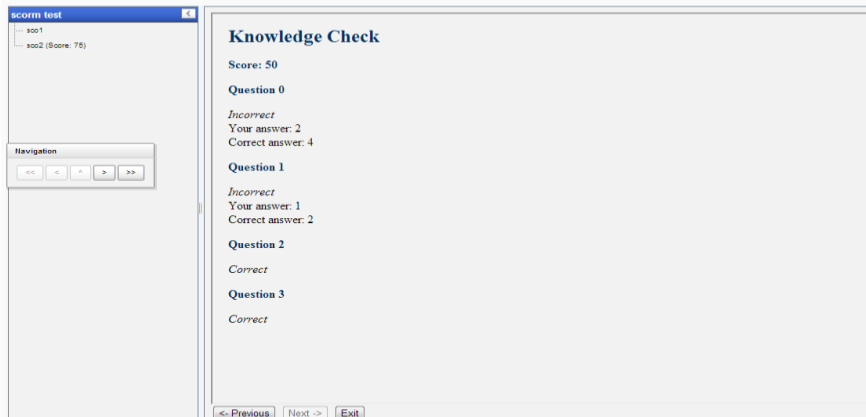 scorm test <
sco1
sco2 (Score: 75)
Navigation
<< < ^ > >>
Knowledge Check
Score: 50
Question 0
Incorrect
Your answer: 2
Correct answer: 4
Question 1
Incorrect
Your answer: 1
Correct answer: 2
Question 2
Correct
Question 3
Correct
<- Previous Next -> Exit